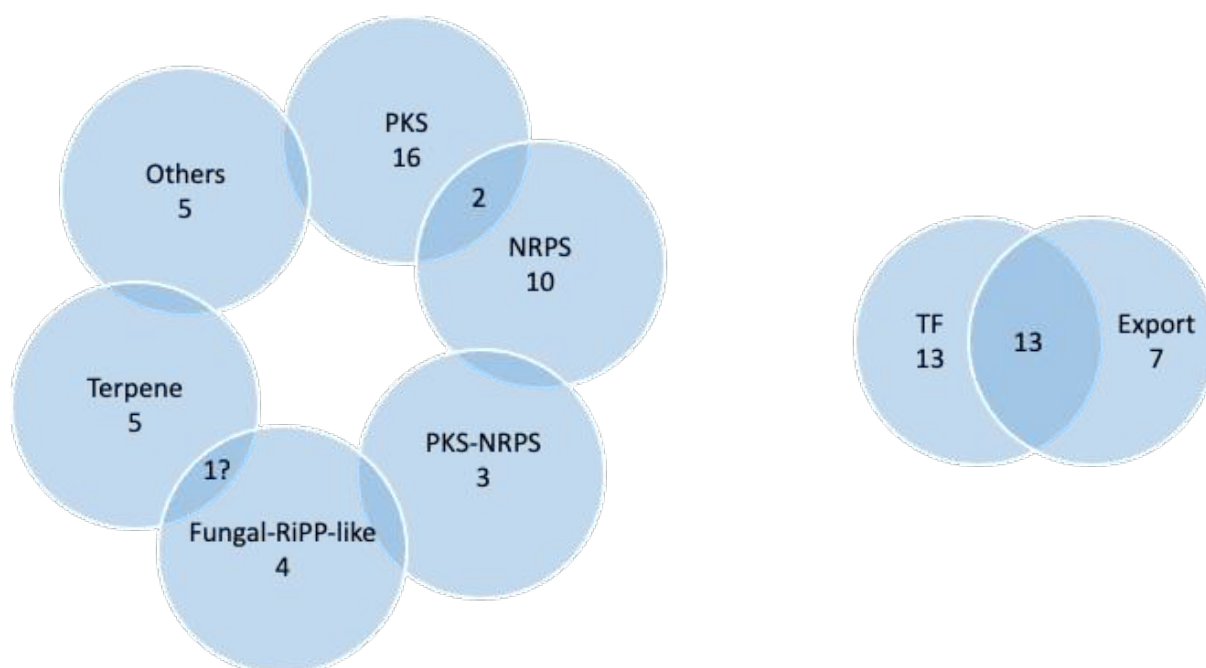 PKS
16
2
Others
5
NRPS
10
Terpene
5
1?
PKS-NRPS
3
Fungal-RiPP-like
4
TF
13
13
Export
7